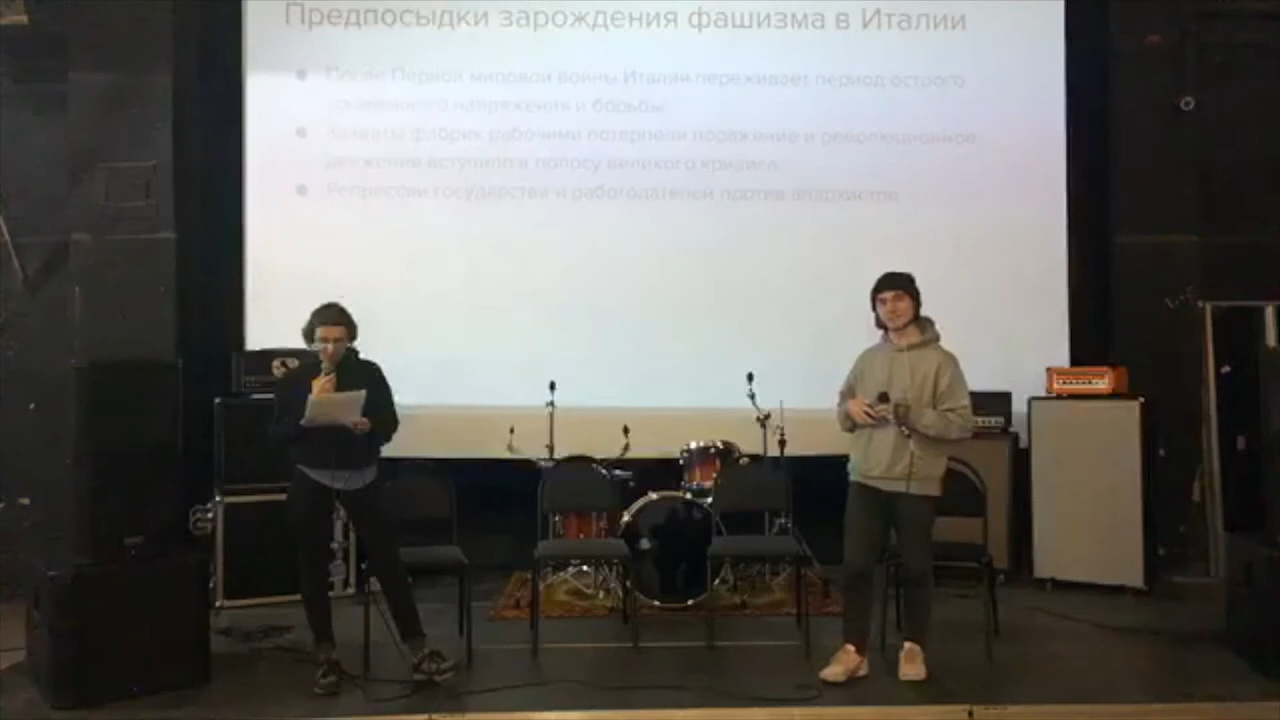 Предпосыдки зарождения фашизма в Италии
После Первой мировой войны Италия переживает период острого
социального напряжения и борьбы
Захваты фабрик рабочими потерпели поражение и революционное
движение вступило в полосу великого кризиса
Репрессии государства и работодателей против анархистов